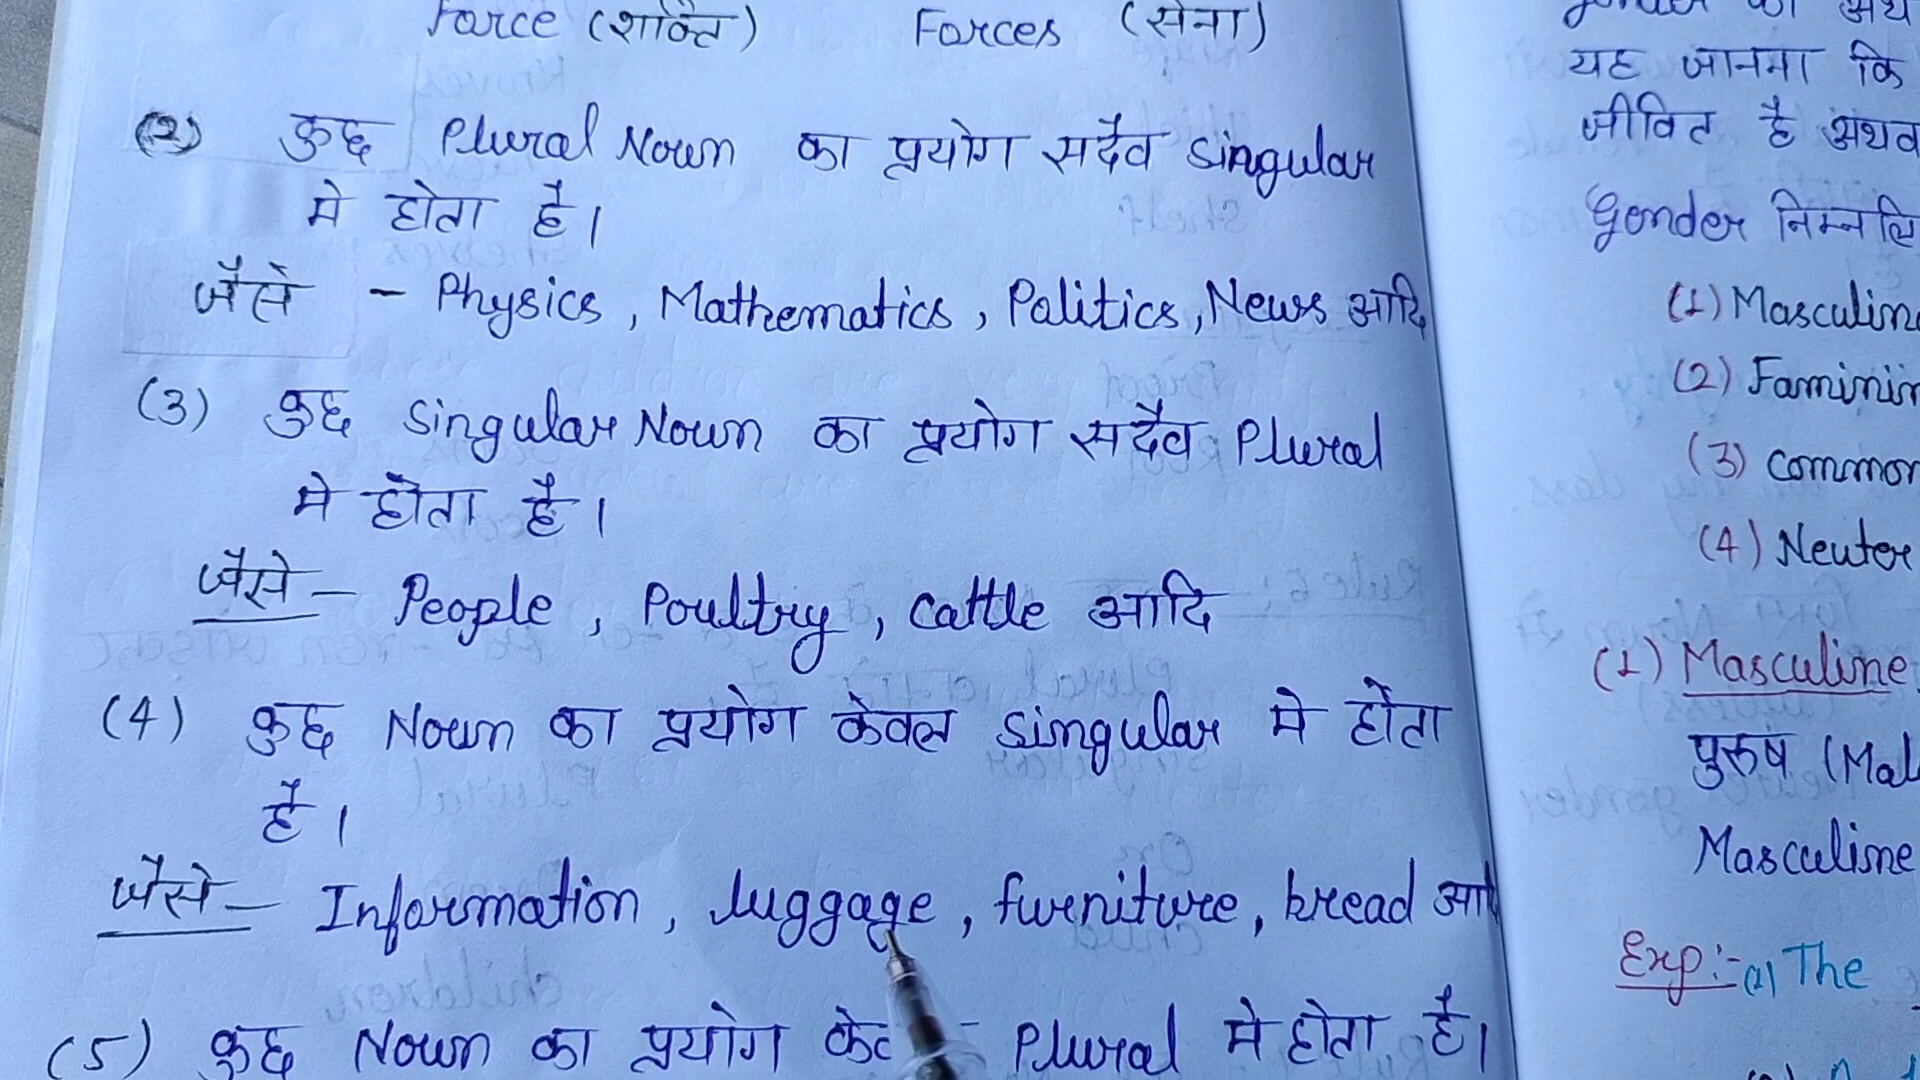 Force (शक्ति) Forces (सेना)
(2) कुछ Plural Noun का प्रयोग सदैव singular
मे होता है।
जैसे – Physics, Mathematics, Politics, News आदि
(3) कुछ singular Noun का प्रयोग सदैव Plural
मे होता है।
जैसे – People, Poultry, cattle आदि
(4) कुछ Noun का प्रयोग केवल singular मे होता
है।
जैसे – Information, luggage, furniture, bread
(5) कुछ Noun का प्रयोग Plural मे होता है।
यह जानना कि
जीवित है
Gender
(1) Masculin
(2) Faminin
(3) common
(4) Neuter
(1) Masculine
पुरूष (Mal
Masculine
Exp:- (a) The